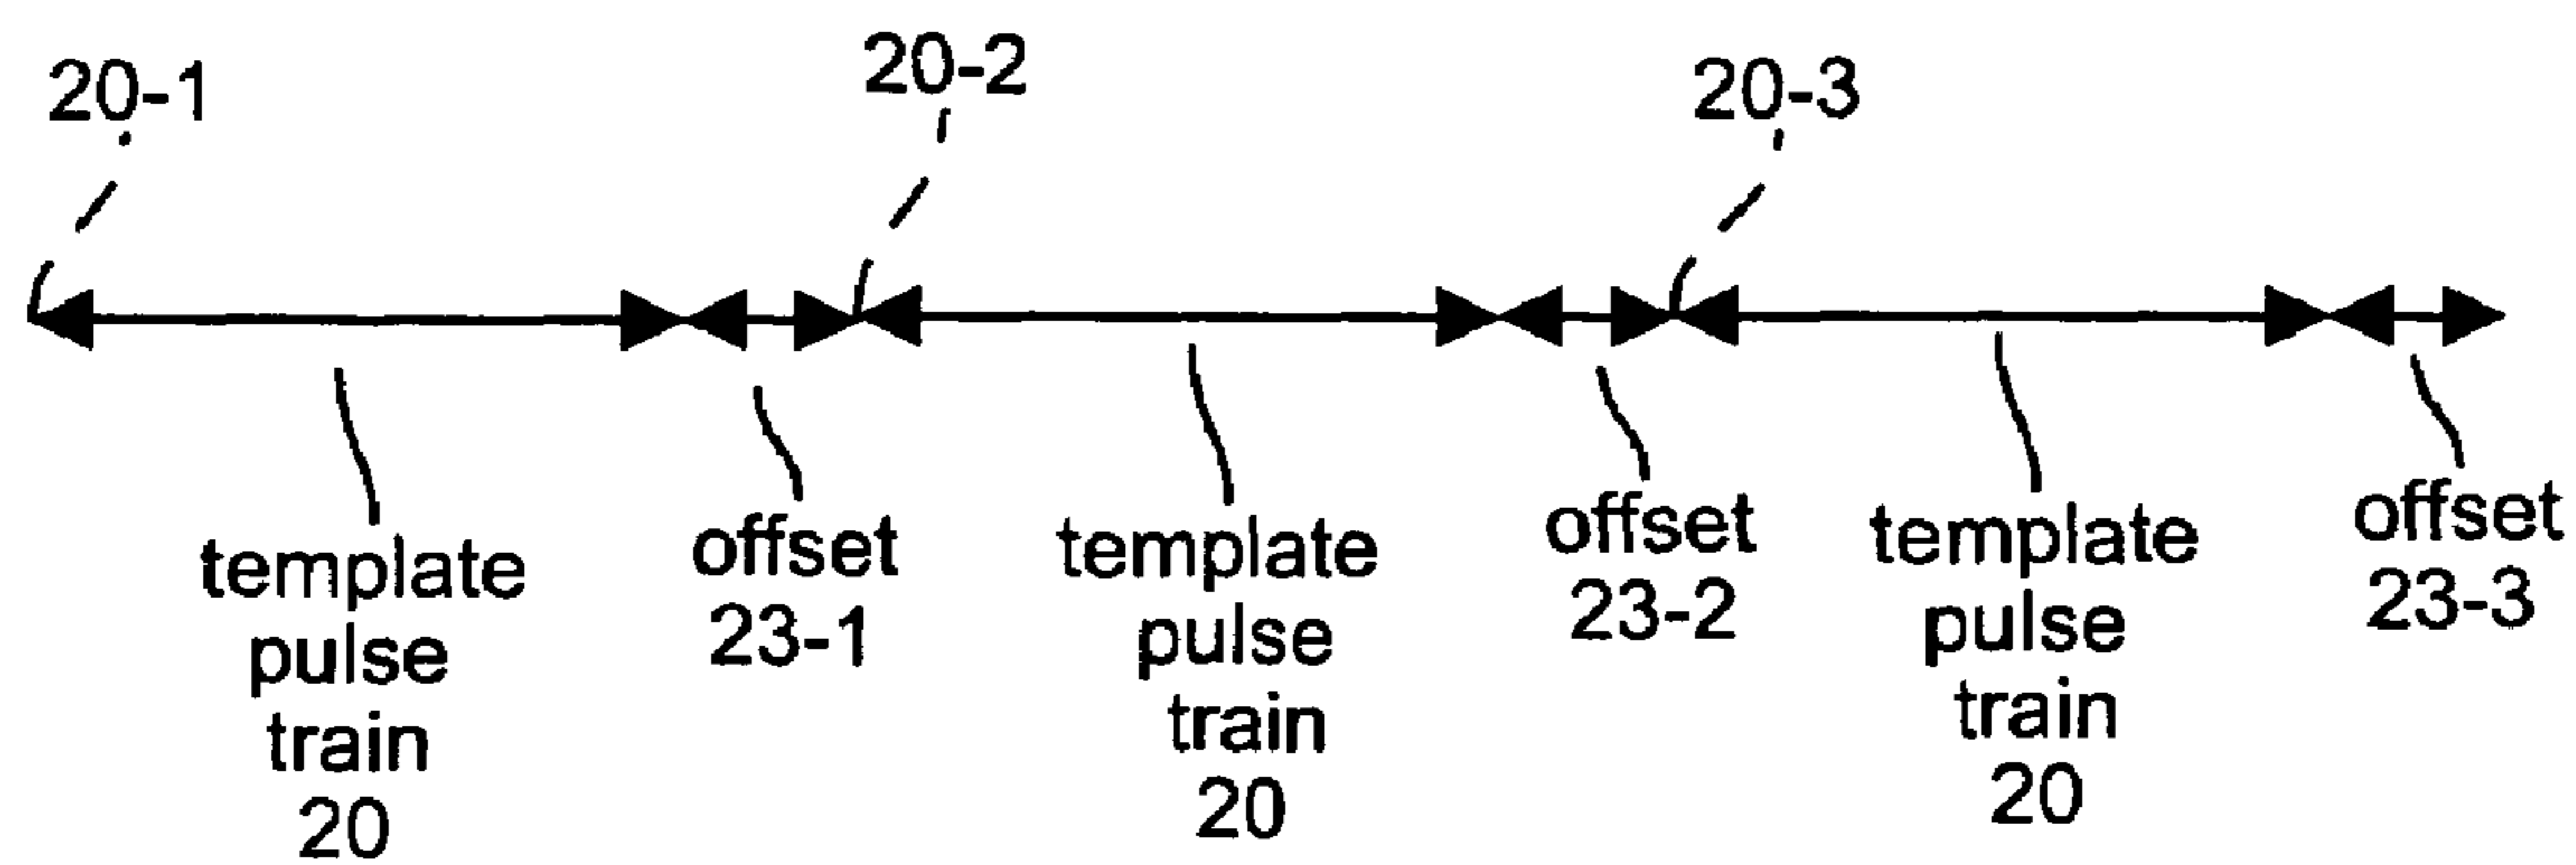 20-1
20-2
20-3
template
pulse
train
20
offset
23-1
template
pulse
train
20
offset
23-2
template
pulse
train
20
offset
23-3